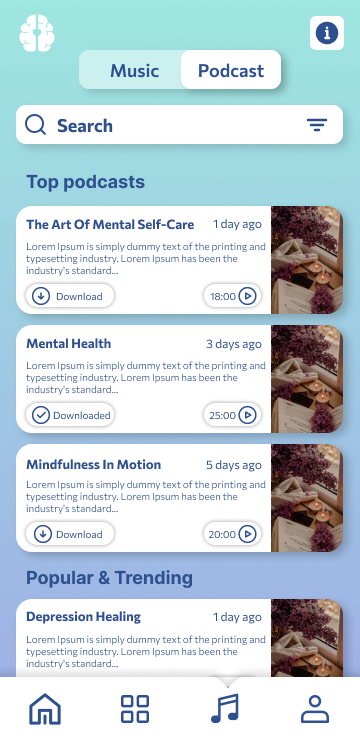 Music Podcast
Search
Top podcasts
The Art Of Mental Self-Care 1 day ago
Lorem Ipsum is simply dummy text of the printing and
typesetting industry. Lorem Ipsum has been the
industry's standard...
Download 18:00
Mental Health 3 days ago
Lorem Ipsum is simply dummy text of the printing and
typesetting industry. Lorem Ipsum has been the
industry's standard...
Downloaded 25:00
Mindfulness In Motion 5 days ago
Lorem Ipsum is simply dummy text of the printing and
typesetting industry. Lorem Ipsum has been the
industry's standard...
Download 20:00
Popular & Trending
Depression Healing 1 day ago
Lorem Ipsum is simply dummy text of the printing and
typesetting industry. Lorem Ipsum has been the
industry's standard...